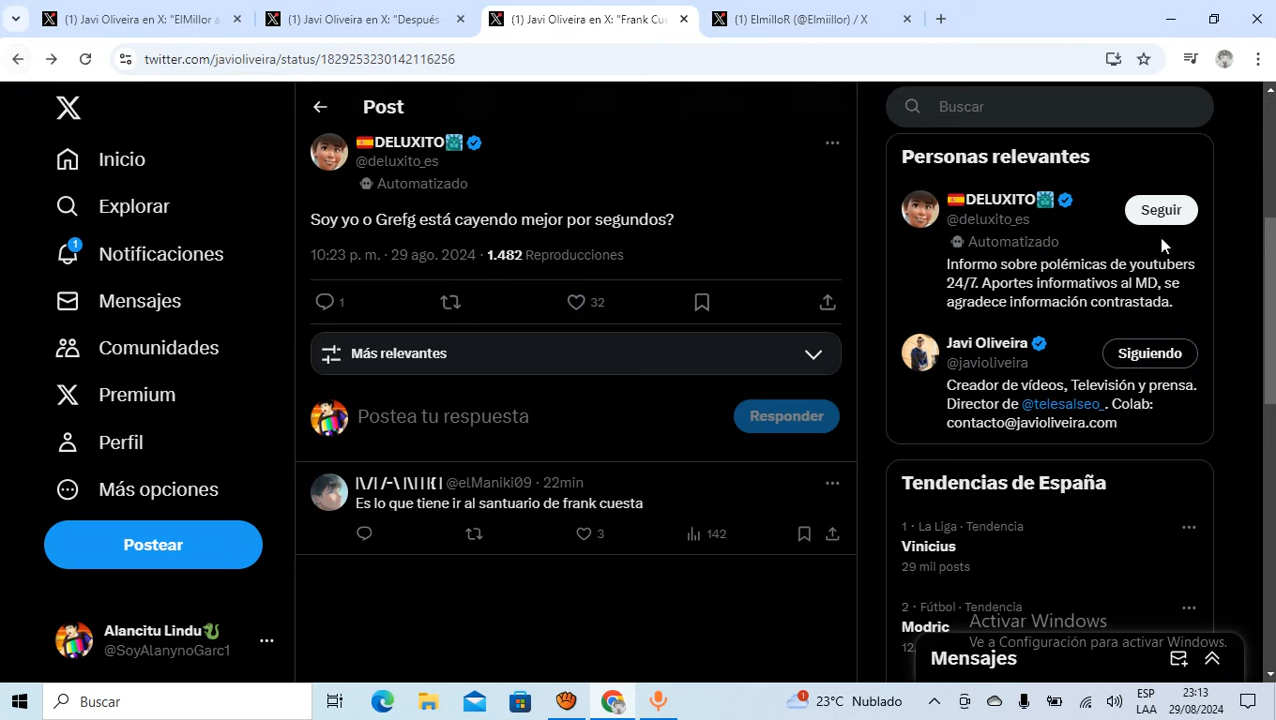 (1) Javi Oliveira en X: "ElMillor a
(1) Javi Oliveira en X: "Después
(1) Javi Oliveira en X: "Frank Cue
(1) ElmilloR (@Elmiillor) / X
twitter.com/javioliveira/status/1829253230142116256
Inicio
Explorar
1
Notificaciones
Mensajes
Comunidades
Premium
Perfil
Más opciones
Postear
Alancitu Lindu
@SoyAlanynoGarc1
Post
DELUXITO
@deluxito_es
Automatizado
Soy yo o Grefg está cayendo mejor por segundos?
10:23 p. m. · 29 ago. 2024 · 1.482 Reproducciones
1
32
Más relevantes
Postea tu respuesta
Responder
|\/| /-\ |\| | |{ | @elManiki09 · 22min
Es lo que tiene ir al santuario de frank cuesta
3
142
Buscar
Personas relevantes
DELUXITO
@deluxito_es
Seguir
Automatizado
Informo sobre polémicas de youtubers
24/7. Aportes informativos al MD, se
agradece información contrastada.
Javi Oliveira
@javioliveira
Siguiendo
Creador de vídeos, Televisión y prensa.
Director de @telesalseo_. Colab:
contacto@javioliveira.com
Tendencias de España
1 · La Liga · Tendencia
Vinicius
29 mil posts
2 · Fútbol · Tendencia
Modric
12
Activar Windows
Ve a Configuración para activar Windows.
Mensajes
Buscar
1
23°C Nublado
ESP
LAA
23:13
29/08/2024